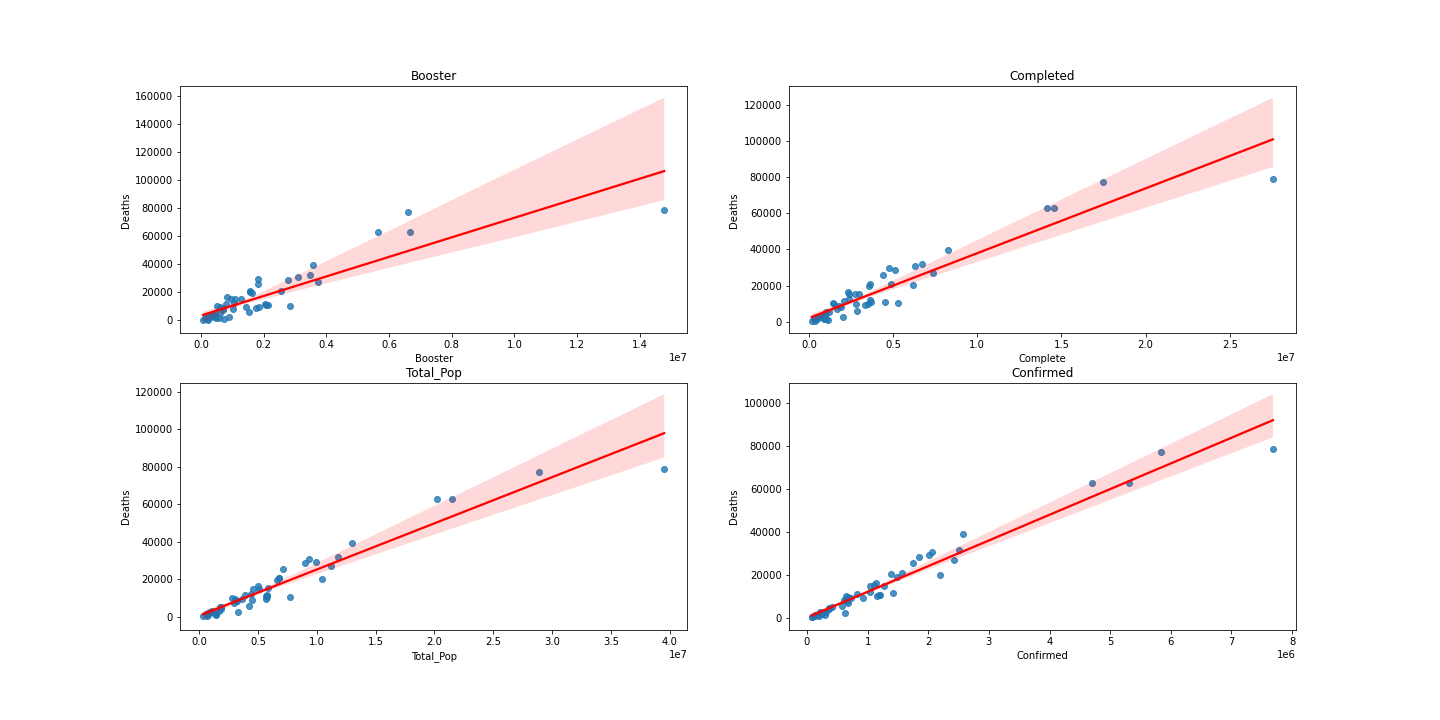 Booster
Completed
160000
140000
120000
100000
80000
60000
40000
20000
0
Deaths
0.0 0.2 0.4 0.6 0.8 1.0 1.2 1.4
1e7
Booster
120000
100000
80000
60000
40000
20000
0
Deaths
0.0 0.5 1.0 1.5 2.0 2.5
1e7
Complete
Total_Pop
Confirmed
120000
100000
80000
60000
40000
20000
0
Deaths
0.0 0.5 1.0 1.5 2.0 2.5 3.0 3.5 4.0
1e7
Total_Pop
100000
80000
60000
40000
20000
0
Deaths
0 1 2 3 4 5 6 7 8
1e6
Confirmed